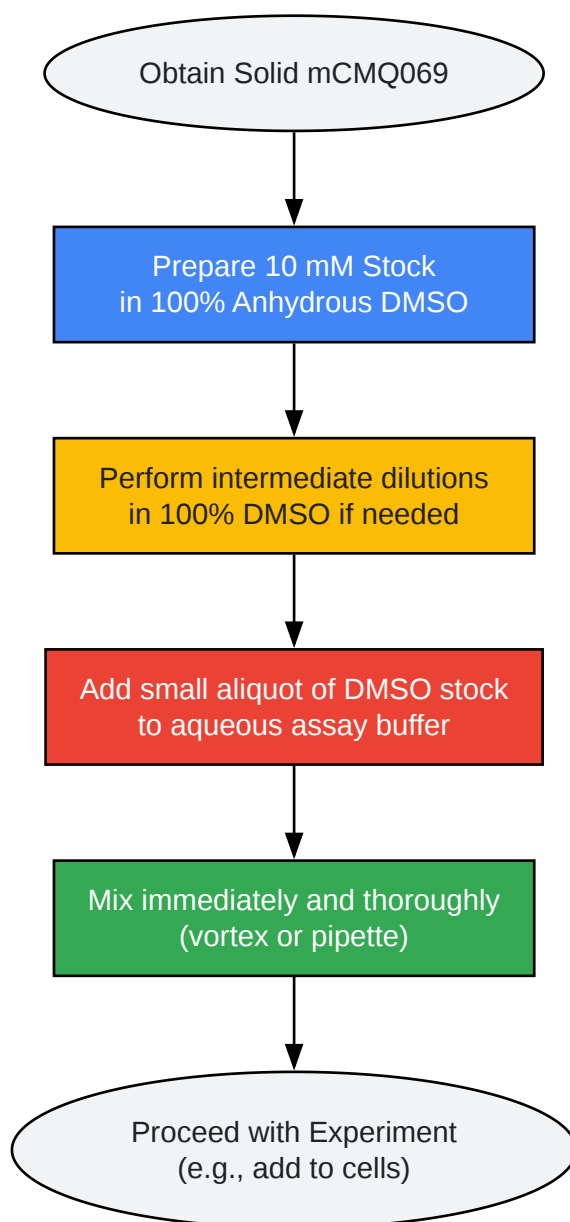 Obtain Solid mCMQ069
Prepare 10 mM Stock
in 100% Anhydrous DMSO
Perform intermediate dilutions
in 100% DMSO if needed
Add small aliquot of DMSO stock
to aqueous assay buffer
Mix immediately and thoroughly
(vortex or pipette)
Proceed with Experiment
(e.g., add to cells)